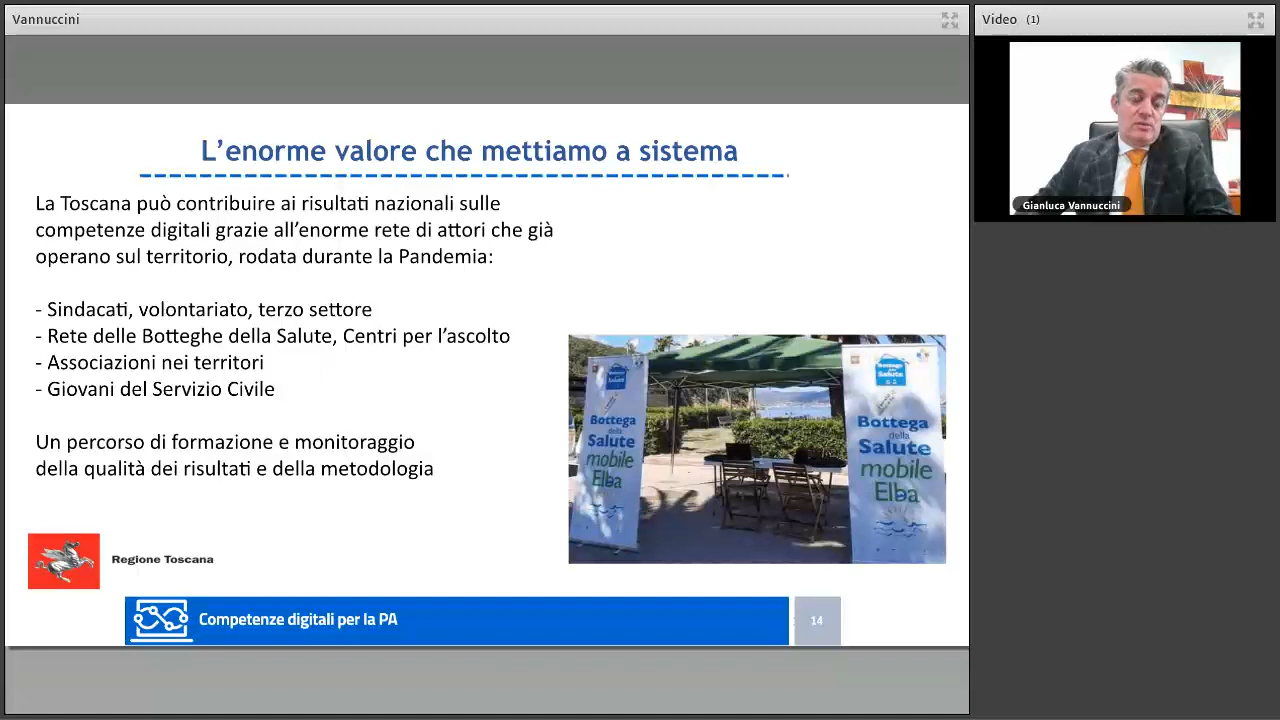 Vannuccini
Video (1)
Gianluca Vannuccini
L'enorme valore che mettiamo a sistema
La Toscana può contribuire ai risultati nazionali sulle
competenze digitali grazie all'enorme rete di attori che già
operano sul territorio, rodata durante la Pandemia:
- Sindacati, volontariato, terzo settore
- Rete delle Botteghe della Salute, Centri per l'ascolto
- Associazioni nei territori
- Giovani del Servizio Civile
Un percorso di formazione e monitoraggio
della qualità dei risultati e della metodologia
Bottega
della
Salute
mobile
Elba
Bottega
della
Salute
mobile
Elba
Regione Toscana
Competenze digitali per la PA
14